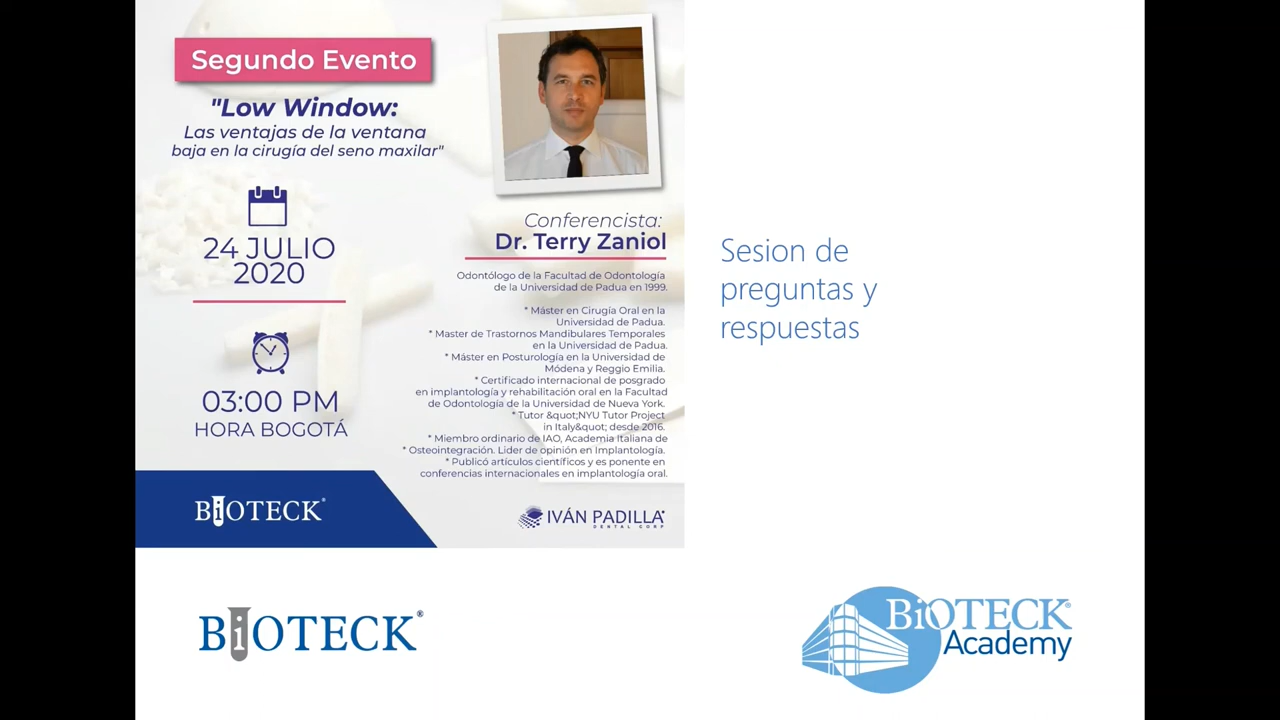 Segundo Evento
"Low Window:
Las ventajas de la ventana
baja en la cirugía del seno maxilar"
24 JULIO
2020
03:00 PM
HORA BOGOTÁ
Conferencista:
Dr. Terry Zaniol
Odontólogo de la Facultad de Odontología
de la Universidad de Padua en 1999.
* Máster en Cirugía Oral en la
Universidad de Padua.
* Master de Trastornos Mandibulares Temporales
en la Universidad de Padua.
* Máster en Posturología en la Universidad de
Módena y Reggio Emilia.
* Certificado internacional de posgrado
en implantología y rehabilitación oral en la Facultad
de Odontología de la Universidad de Nueva York.
* Tutor &quot;NYU Tutor Project
in Italy&quot; desde 2016.
* Miembro ordinario de IAO, Academia Italiana de
* Osteointegración. Lider de opinión en Implantología.
* Publicó artículos científicos y es ponente en
conferencias internacionales en implantología oral.
BiOTECK®
IVÁN PADILLA
DENTAL CORP
Sesion de
preguntas y
respuestas
BiOTECK®
BiOTECK®
Academy